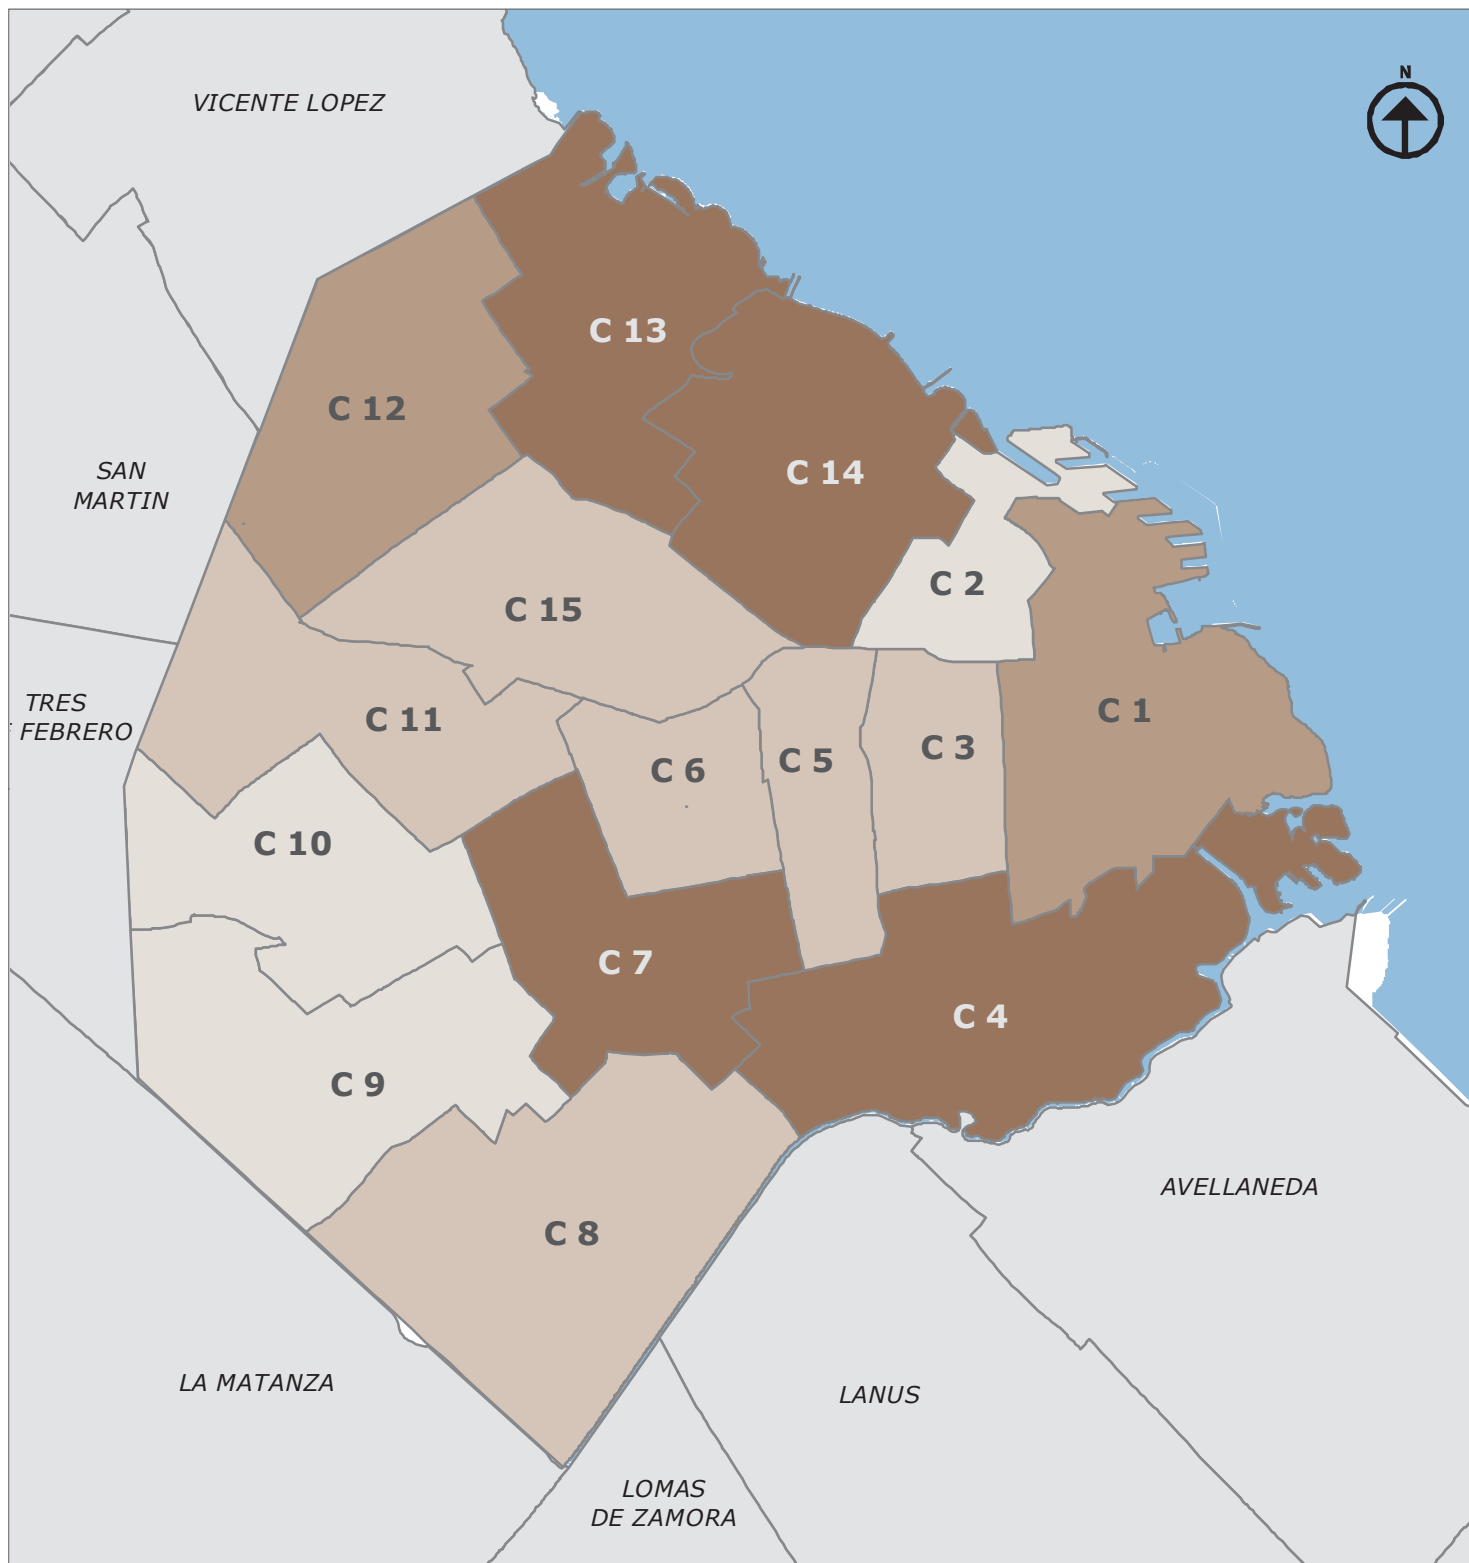 N
VICENTE LOPEZ
C 13
C 12
SAN
MARTIN
C 14
C 2
C 15
TRES
FEBRERO
C 11
C 1
C 3
C 5
C 6
C 10
C 7
C 4
C 9
AVELLANEDA
C 8
LA MATANZA
LANUS
LOMAS
DE ZAMORA